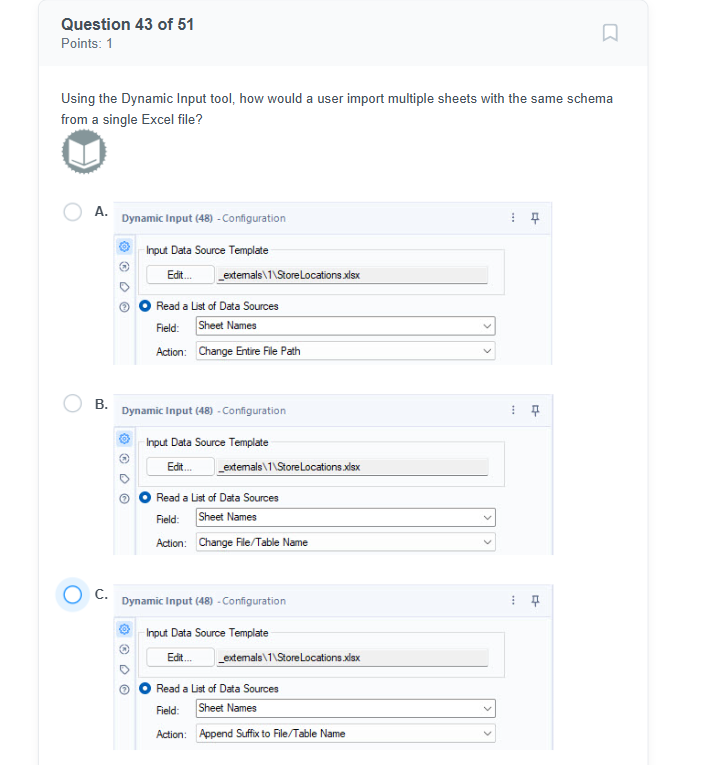 Question 43 of 51
Points: 1
Using the Dynamic Input tool, how would a user import multiple sheets with the same schema
from a single Excel file?
A.
Dynamic Input (48) - Configuration
Input Data Source Template
Edit... _externals\1\StoreLocations.xlsx
Read a List of Data Sources
Field: Sheet Names
Action: Change Entire File Path
B.
Dynamic Input (48) - Configuration
Input Data Source Template
Edit... _externals\1\StoreLocations.xlsx
Read a List of Data Sources
Field: Sheet Names
Action: Change File/Table Name
C.
Dynamic Input (48) - Configuration
Input Data Source Template
Edit... _externals\1\StoreLocations.xlsx
Read a List of Data Sources
Field: Sheet Names
Action: Append Suffix to File/Table Name